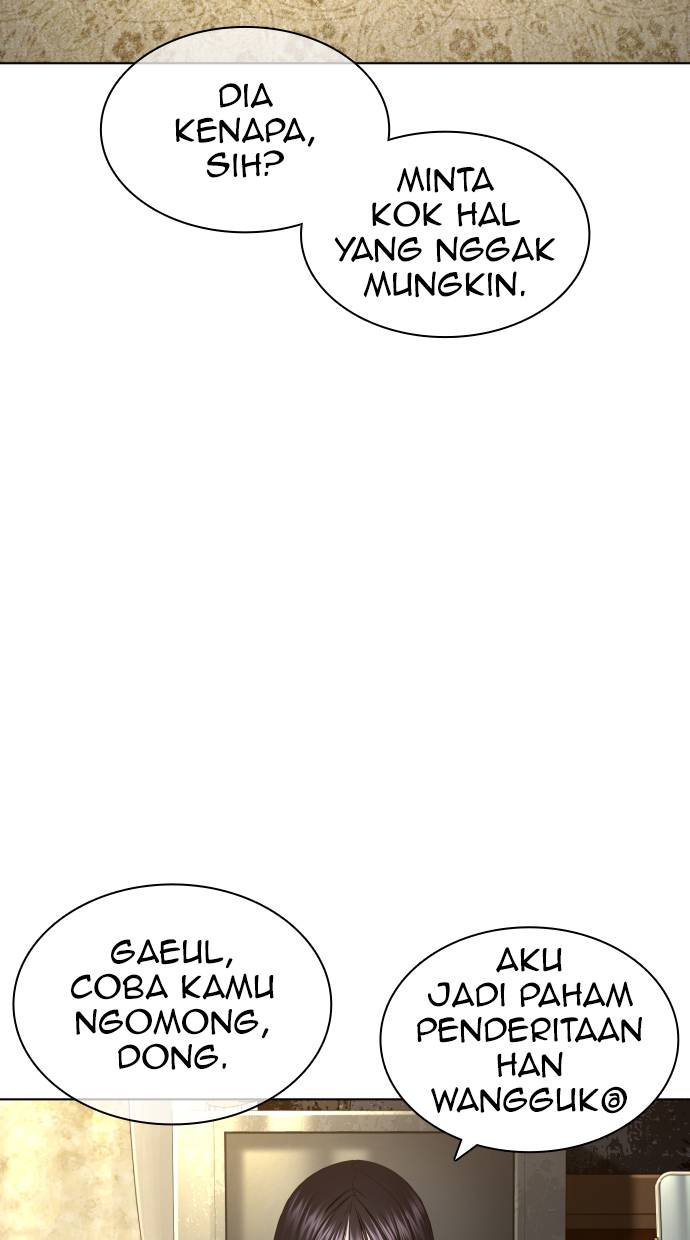 DIA
KENAPA,
SIH?
MINTA
KOK HAL
YANG NGGAK
MUNGKIN.
GAEUL,
COBA KAMU
NGOMONG,
DONG.
AKU
JADI PAHAM
PENDERITAAN
HAN
WANGGUK@